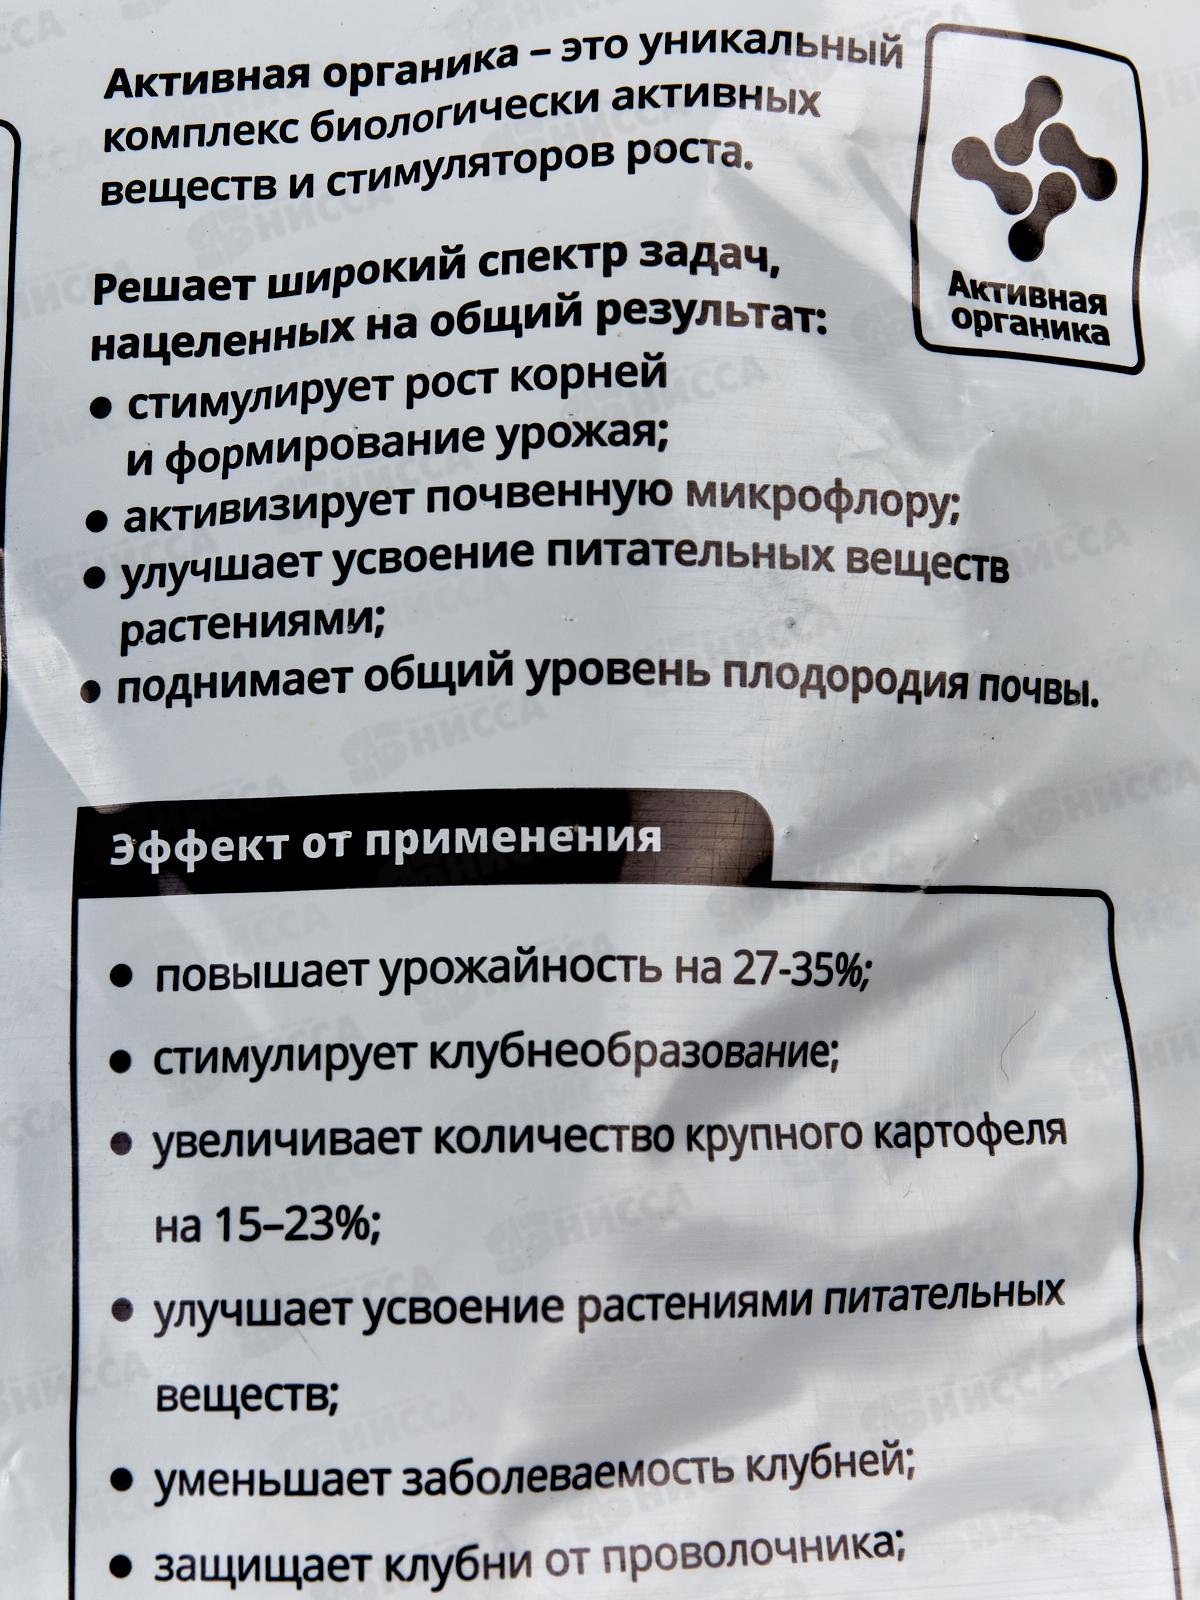 Активная органика – это уникальный
комплекс биологически активных
веществ и стимуляторов роста.
Активная
органика
Решает широкий спектр задач,
нацеленных на общий результат:
• стимулирует рост корней
и формирование урожая;
• активизирует почвенную микрофлору;
• улучшает усвоение питательных веществ
растениями;
• поднимает общий уровень плодородия почвы.
Эффект от применения
• повышает урожайность на 27-35%;
• стимулирует клубнеобразование;
• увеличивает количество крупного картофеля
на 15–23%;
• улучшает усвоение растениями питательных
веществ;
• уменьшает заболеваемость клубней;
• защищает клубни от проволочника;